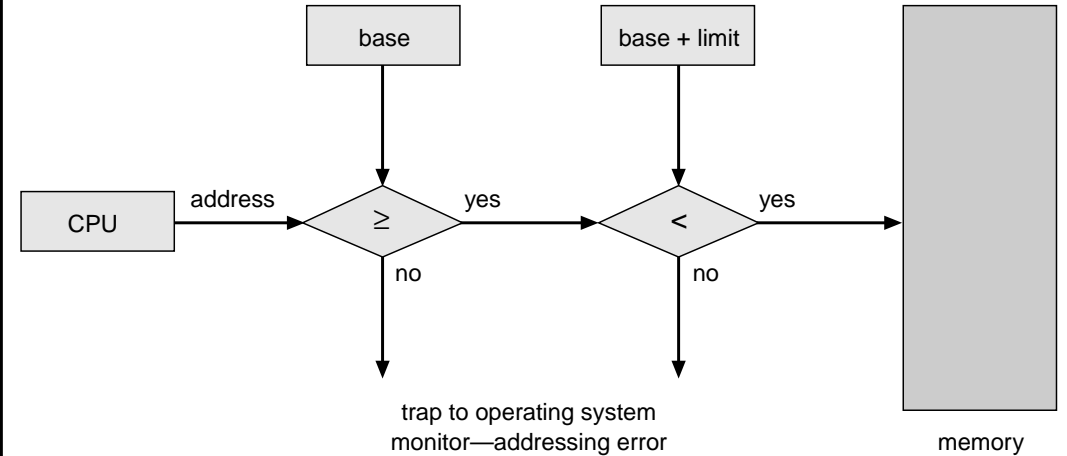 base
base + limit
address
yes
yes
CPU
≥
<
no
no
trap to operating system
monitor—addressing error
memory